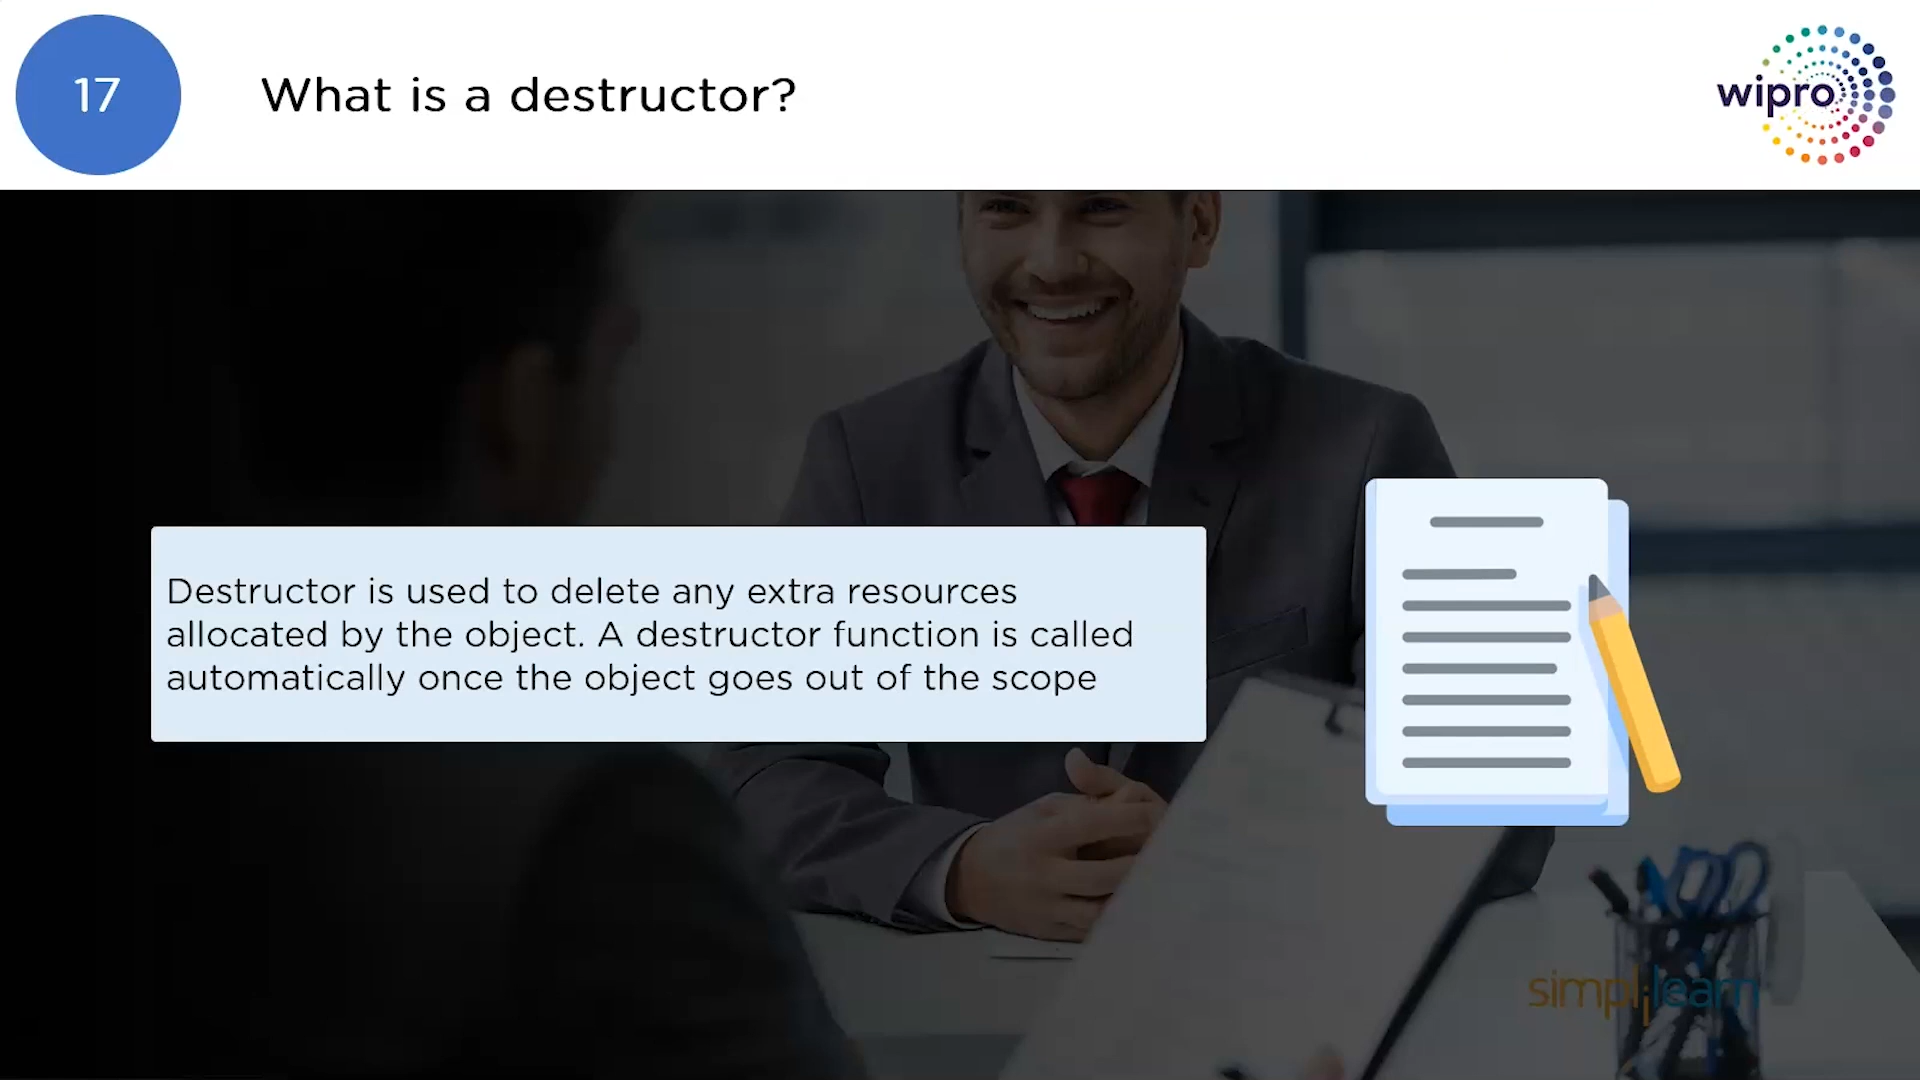 17
What is a destructor?
wipro
Destructor is used to delete any extra resources
allocated by the object. A destructor function is called
automatically once the object goes out of the scope
simplilearn